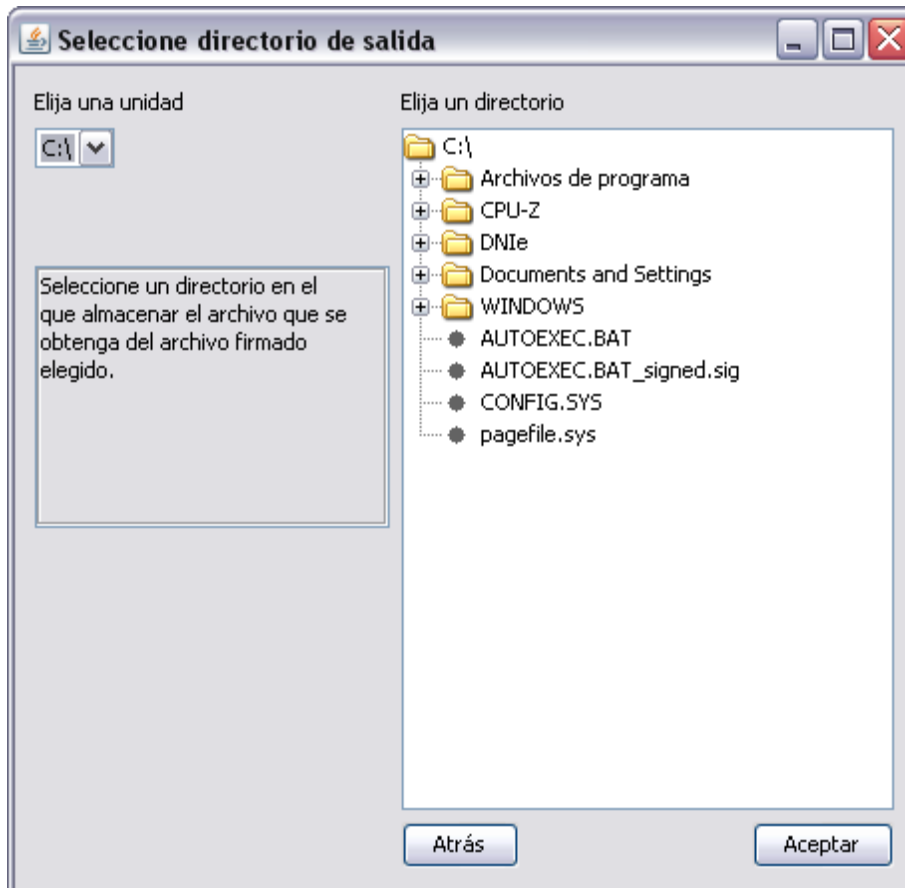 Seleccione directorio de salida
Elija una unidad
C:\
Seleccione un directorio en el
que almacenar el archivo que se
obtenga del archivo firmado
elegido.
Elija un directorio
C:\
Archivos de programa
CPU-Z
DNIe
Documents and Settings
WINDOWS
AUTOEXEC.BAT
AUTOEXEC.BAT_signed.sig
CONFIG.SYS
pagefile.sys
Atrás
Aceptar